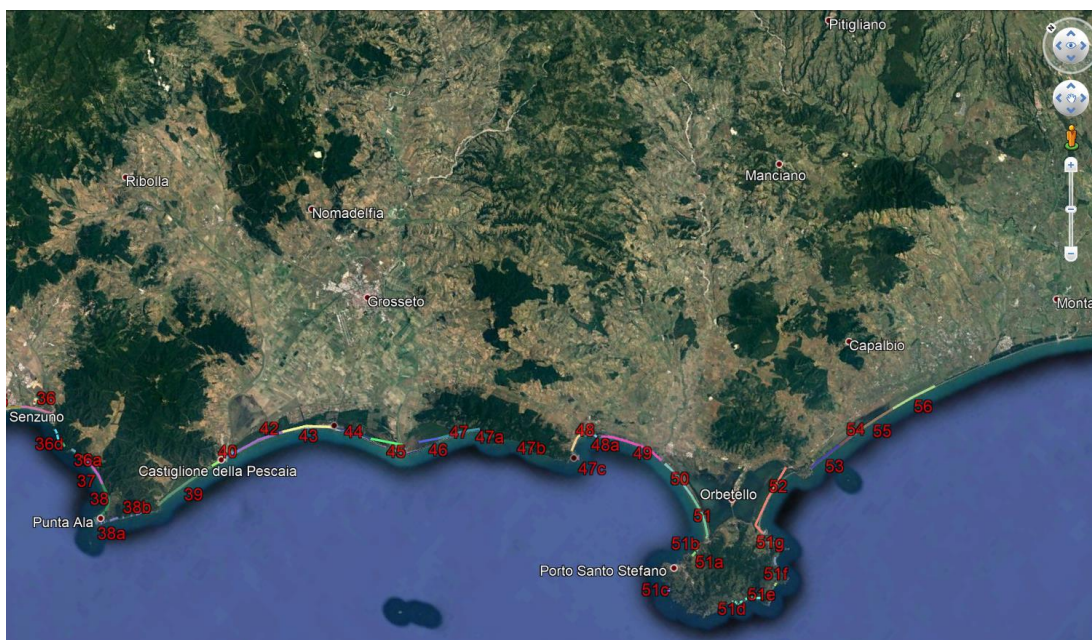 Pitigliano
Ribolla
Manciano
Nomadelfia
Grosseto
Monta
Capalbio
36
Senzuno
36d
36a
37
38
38b
Punta Ala
38a
39
40
Castiglione della Pescaia
42
43
44
45
46
47
47a
47b
47c
48
48a
49
50
Orbetello
51
51b
51a
Porto Santo Stefano
51c
51d
51e
51f
51g
52
53
54
55
56